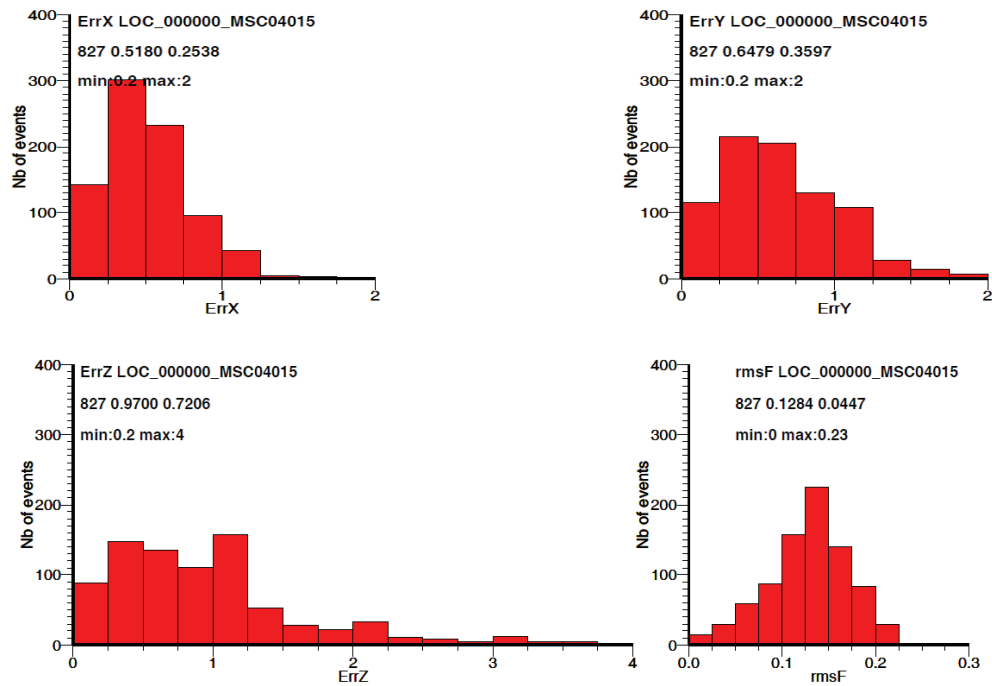 ErrX LOC_000000_MSC04015
827 0.5180 0.2538
min:0.2 max:2
400
300
200
100
0
Nb of events
0
1
2
ErrX
ErrY LOC_000000_MSC04015
827 0.6479 0.3597
min:0.2 max:2
400
300
200
100
0
Nb of events
0
1
2
ErrY
ErrZ LOC_000000_MSC04015
827 0.9700 0.7206
min:0.2 max:4
400
300
200
100
0
Nb of events
0
1
2
3
4
ErrZ
rmsF LOC_000000_MSC04015
827 0.1284 0.0447
min:0 max:0.23
400
300
200
100
0
Nb of events
0.0
0.1
0.2
0.3
rmsF